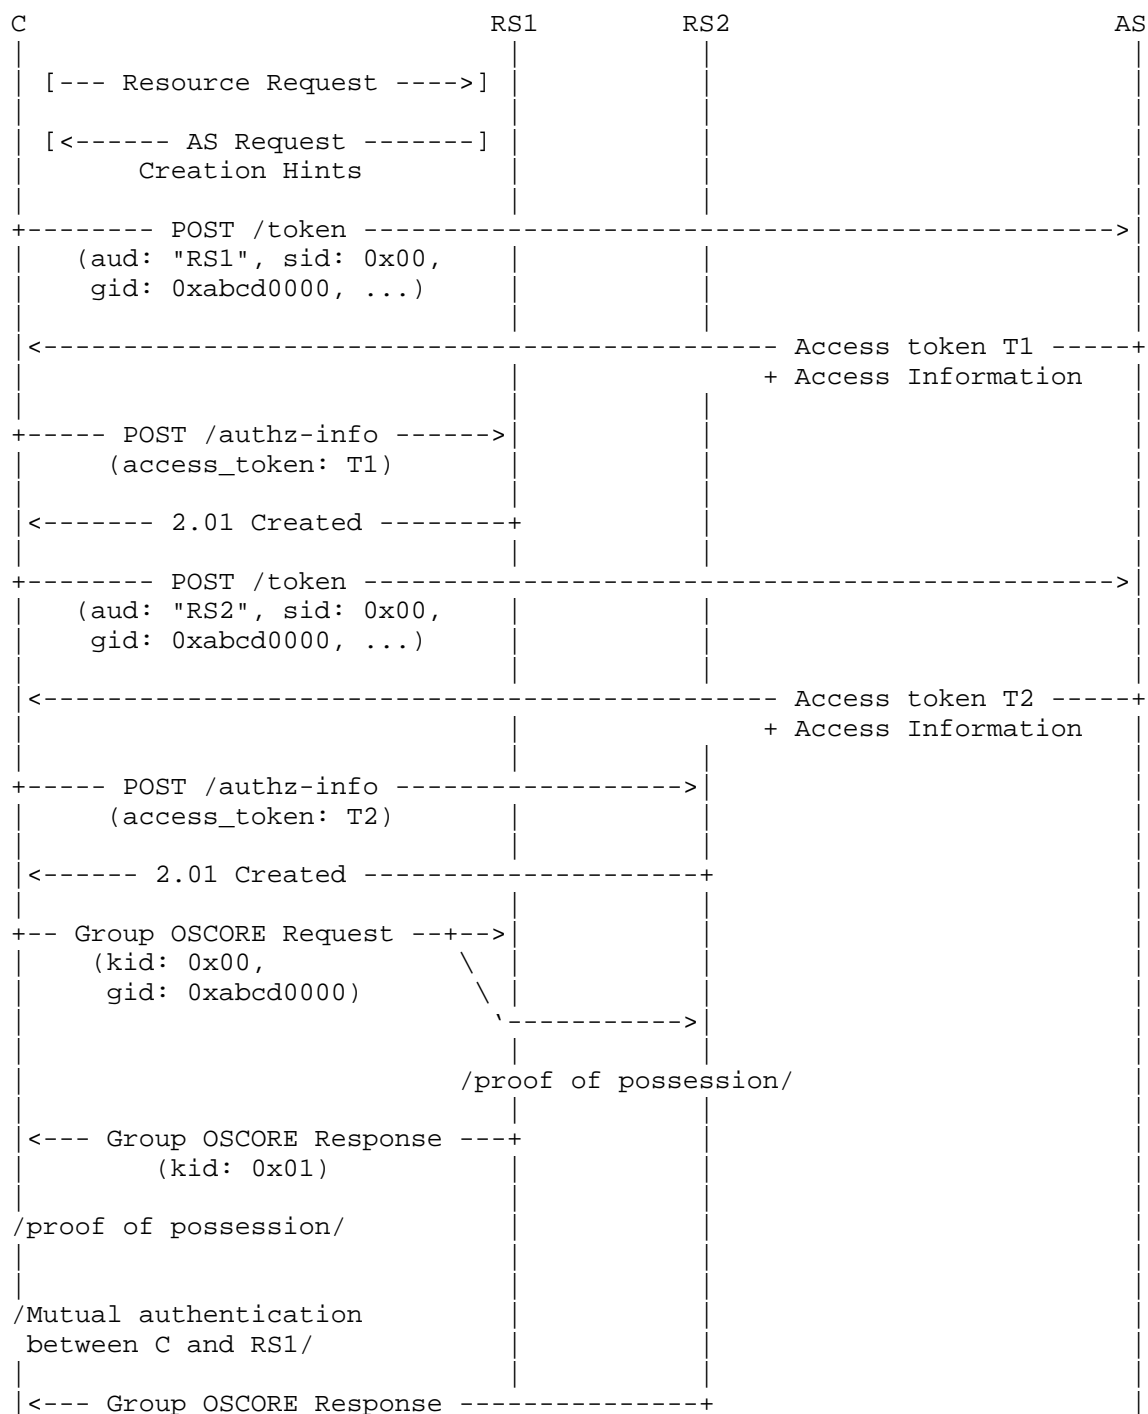 C RS1 RS2 AS
[--- Resource Request ---->]
[<------ AS Request -------]
Creation Hints
+-------- POST /token ----------------------------------------------->
(aud: "RS1", sid: 0x00,
gid: 0xabcd0000, ...)
<---------------------------------------------- Access token T1 -----+
+ Access Information
+----- POST /authz-info ------>
(access_token: T1)
<------- 2.01 Created --------+
+-------- POST /token ----------------------------------------------->
(aud: "RS2", sid: 0x00,
gid: 0xabcd0000, ...)
<---------------------------------------------- Access token T2 -----+
+ Access Information
+----- POST /authz-info ------------------>
(access_token: T2)
<------ 2.01 Created ---------------------+
+-- Group OSCORE Request --+-->
(kid: 0x00, \
gid: 0xabcd0000) \
`----------->
/proof of possession/
<--- Group OSCORE Response ---+
(kid: 0x01)
/proof of possession/
/Mutual authentication
between C and RS1/
<--- Group OSCORE Response ---------------+